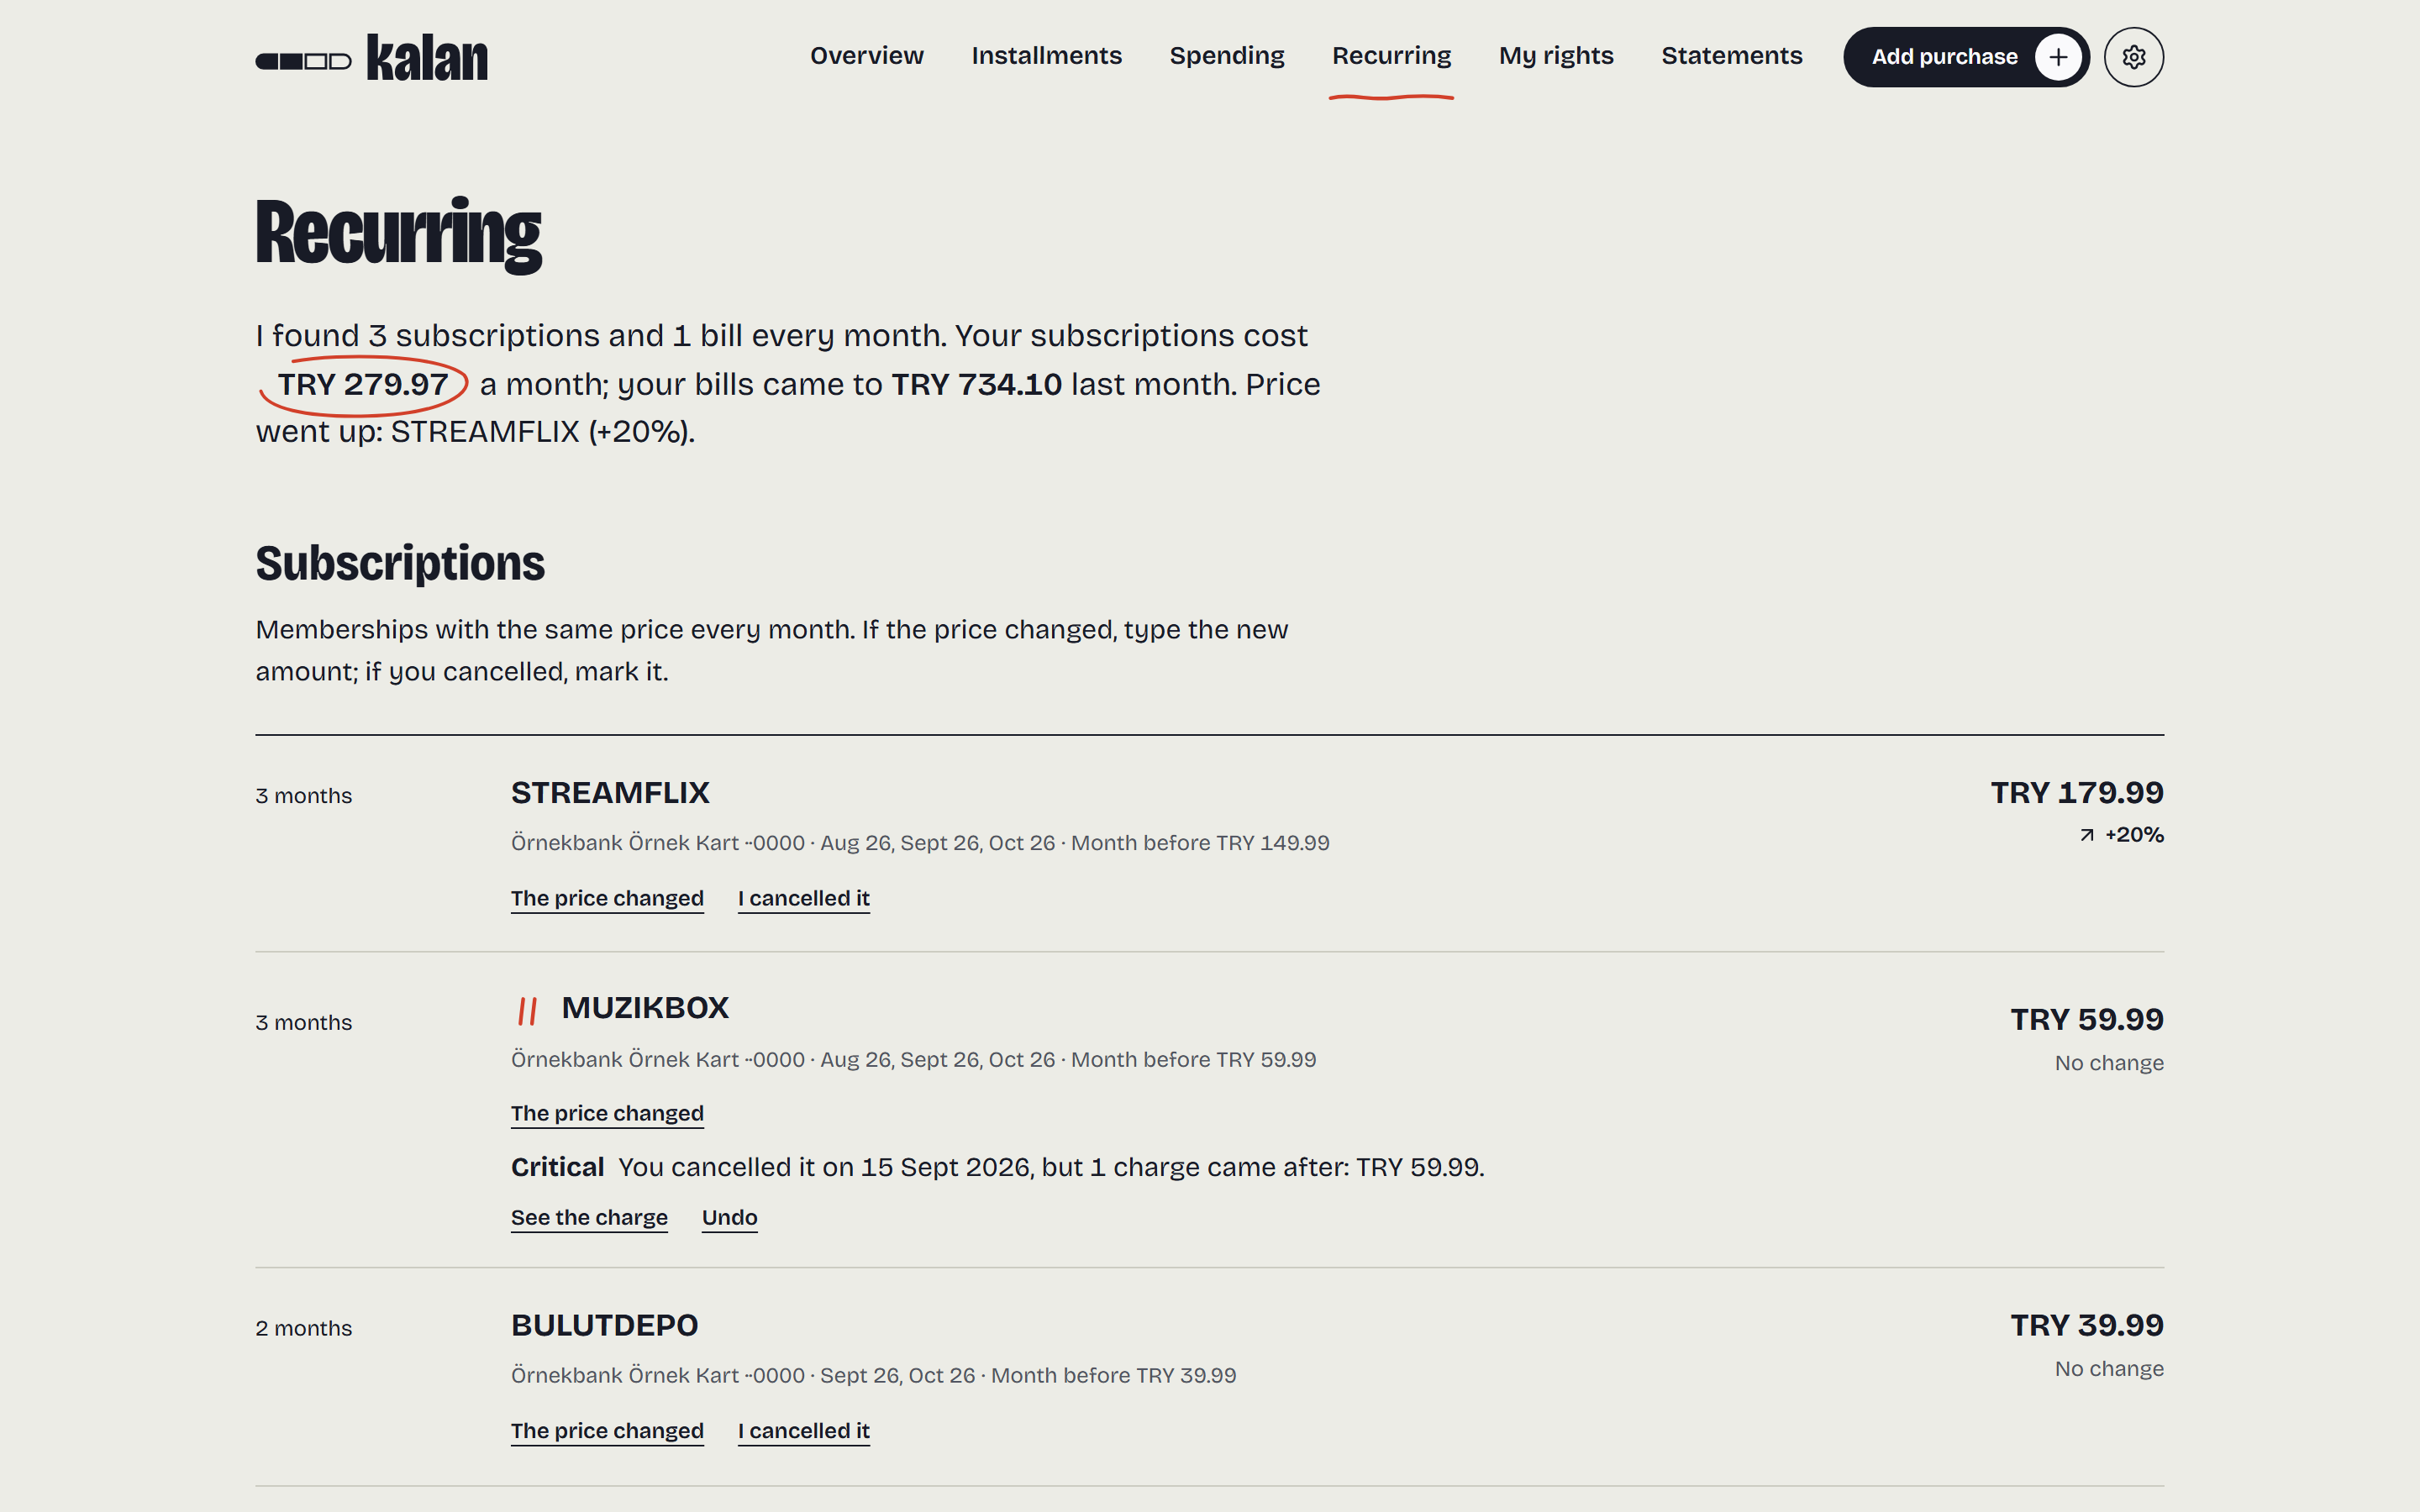 kalan
Overview Installments Spending Recurring My rights Statements Add purchase
Recurring
I found 3 subscriptions and 1 bill every month. Your subscriptions cost
TRY 279.97 a month; your bills came to TRY 734.10 last month. Price
went up: STREAMFLIX (+20%).
Subscriptions
Memberships with the same price every month. If the price changed, type the new
amount; if you cancelled, mark it.
3 months STREAMFLIX TRY 179.99
Örnekbank Örnek Kart ··0000 · Aug 26, Sept 26, Oct 26 · Month before TRY 149.99 +20%
The price changed I cancelled it
3 months MUZIKBOX TRY 59.99
Örnekbank Örnek Kart ··0000 · Aug 26, Sept 26, Oct 26 · Month before TRY 59.99 No change
The price changed
Critical You cancelled it on 15 Sept 2026, but 1 charge came after: TRY 59.99.
See the charge Undo
2 months BULUTDEPO TRY 39.99
Örnekbank Örnek Kart ··0000 · Sept 26, Oct 26 · Month before TRY 39.99 No change
The price changed I cancelled it